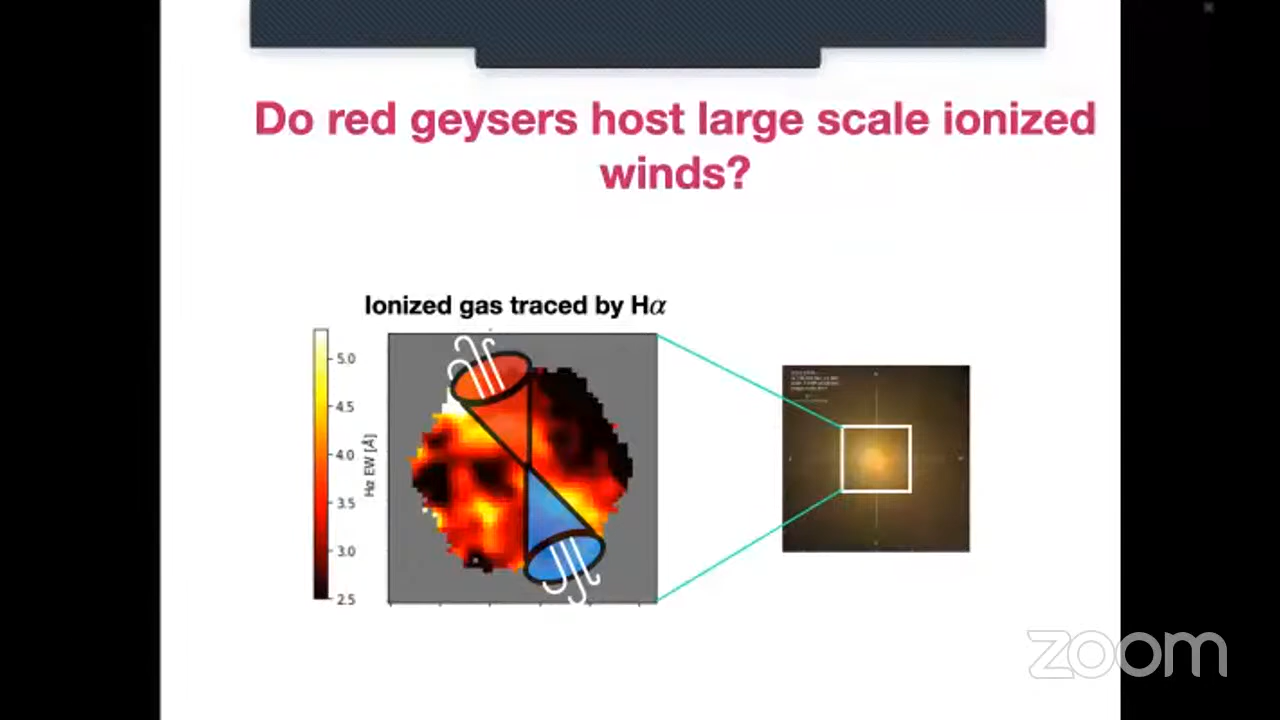 Do red geysers host large scale ionized
winds?
Ionized gas traced by Hα
5.0
4.5
4.0
3.5
3.0
2.5
Hα EW [Å]
zoom